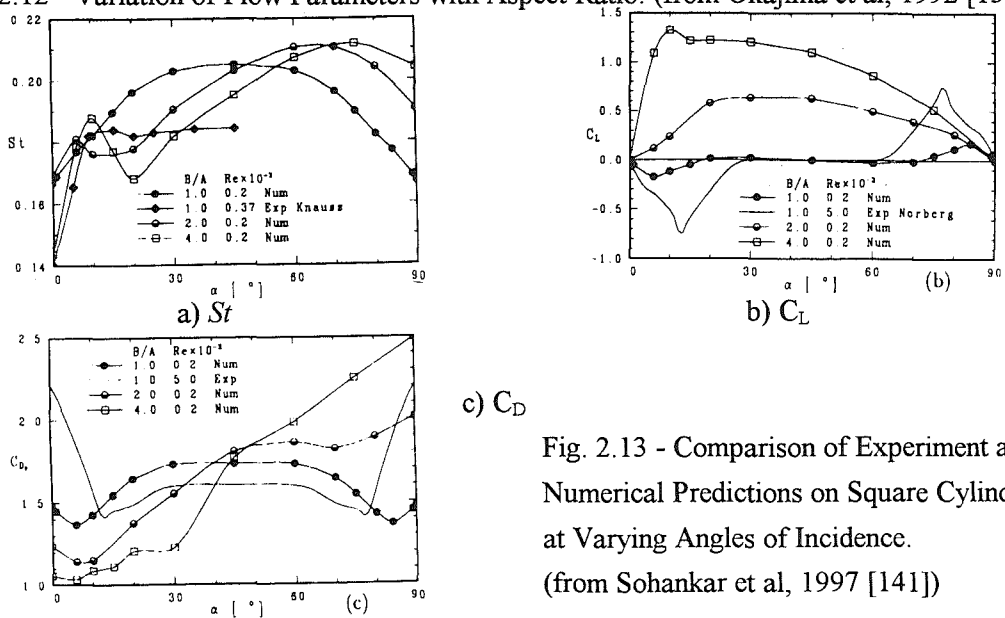 2.12 - Variation of Flow Parameters with Aspect Ratio. (from Okajima et al, 1992 [13
0.22
0.20
St
0.18
0.16
0 14
B/A Re×10⁻³
1.0 0.2 Num
1.0 0.37 Exp Knauss
2.0 0.2 Num
4.0 0.2 Num
0 30 60 90
α [ ° ]
a) St
1.5
1.0
0.5
C_L
0.0
-0.5
-1.0
B/A Re×10⁻³
1.0 0 2 Num
1.0 5.0 Exp Norberg
2.0 0.2 Num
4.0 0.2 Num
0 30 60 90
(b)
α [ ° ]
b) C_L
2 5
2 0
C_D,
1 5
1 0
B/A Re×10⁻³
1.0 0 2 Num
1 0 5 0 Exp
2 0 0 2 Num
4.0 0.2 Num
0 30 60 90
(c)
α [ ° ]
c) C_D
Fig. 2.13 - Comparison of Experiment a
Numerical Predictions on Square Cylin
at Varying Angles of Incidence.
(from Sohankar et al, 1997 [141])